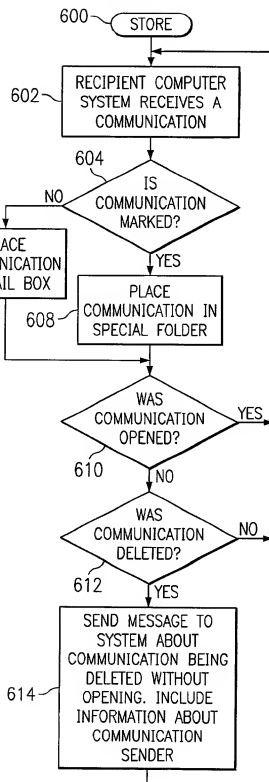 600
STORE
602
RECIPIENT COMPUTER
SYSTEM RECEIVES A
COMMUNICATION
604
IS
COMMUNICATION
MARKED?
NO
YES
ACE
NICATION
AIL BOX
608
PLACE
COMMUNICATION IN
SPECIAL FOLDER
WAS
COMMUNICATION
OPENED?
YES
610
NO
WAS
COMMUNICATION
DELETED?
NO
612
YES
614
SEND MESSAGE TO
SYSTEM ABOUT
COMMUNICATION BEING
DELETED WITHOUT
OPENING. INCLUDE
INFORMATION ABOUT
COMMUNICATION
SENDER